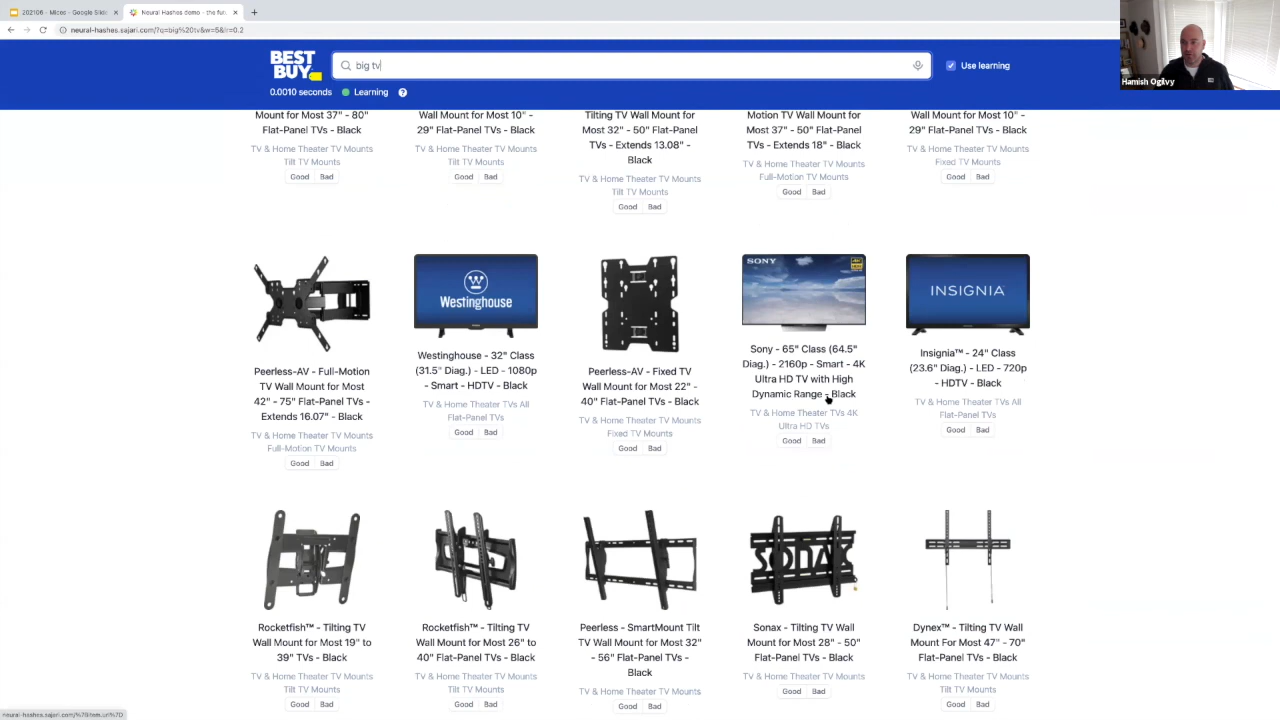 202106 - Mices - Google Slide
Neural Hashes demo - the futu
neural-hashes.sajari.com/?q=big%20tv&w=5&lr=0.2
BEST
BUY
big tv
Use learning
0.0010 seconds
Learning
?
Hamish Ogilvy
Mount for Most 37" - 80"
Flat-Panel TVs - Black
TV & Home Theater TV Mounts
Tilt TV Mounts
Good Bad
Wall Mount for Most 10" -
29" Flat-Panel TVs - Black
TV & Home Theater TV Mounts
Tilt TV Mounts
Good Bad
Tilting TV Wall Mount for
Most 32" - 50" Flat-Panel
TVs - Extends 13.08" -
Black
TV & Home Theater TV Mounts
Tilt TV Mounts
Good Bad
Motion TV Wall Mount for
Most 37" - 50" Flat-Panel
TVs - Extends 18" - Black
TV & Home Theater TV Mounts
Full-Motion TV Mounts
Good Bad
Wall Mount for Most 10" -
29" Flat-Panel TVs - Black
TV & Home Theater TV Mounts
Fixed TV Mounts
Good Bad
Peerless-AV - Full-Motion
TV Wall Mount for Most
42" - 75" Flat-Panel TVs -
Extends 16.07" - Black
TV & Home Theater TV Mounts
Full-Motion TV Mounts
Good Bad
Westinghouse
Westinghouse - 32" Class
(31.5" Diag.) - LED - 1080p
- Smart - HDTV - Black
TV & Home Theater TVs All
Flat-Panel TVs
Good Bad
Peerless-AV - Fixed TV
Wall Mount for Most 22" -
40" Flat-Panel TVs - Black
TV & Home Theater TV Mounts
Fixed TV Mounts
Good Bad
SONY
Sony - 65" Class (64.5"
Diag.) - 2160p - Smart - 4K
Ultra HD TV with High
Dynamic Range - Black
TV & Home Theater TVs 4K
Ultra HD TVs
Good Bad
INSIGNIA
Insignia™ - 24" Class
(23.6" Diag.) - LED - 720p
- HDTV - Black
TV & Home Theater TVs All
Flat-Panel TVs
Good Bad
Rocketfish™ - Tilting TV
Wall Mount for Most 19" to
39" TVs - Black
TV & Home Theater TV Mounts
Tilt TV Mounts
Good Bad
Rocketfish™ - Tilting TV
Wall Mount for Most 26" to
40" Flat-Panel TVs - Black
TV & Home Theater TV Mounts
Tilt TV Mounts
Good Bad
Peerless - SmartMount Tilt
TV Wall Mount for Most 32"
- 56" Flat-Panel TVs -
Black
TV & Home Theater TV Mounts
Good Bad
SONAX
Sonax - Tilting TV Wall
Mount for Most 28" - 50"
Flat-Panel TVs - Black
TV & Home Theater TV Mounts
Good Bad
Dynex™ - Tilting TV Wall
Mount For Most 47" - 70"
Flat-Panel TVs - Black
TV & Home Theater TV Mounts
Tilt TV Mounts
Good Bad